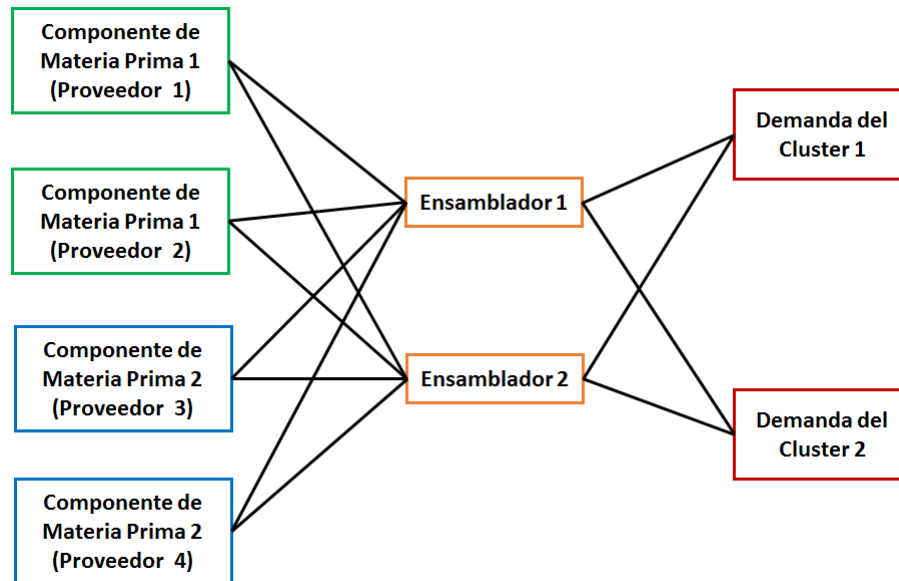 Componente de
Materia Prima 1
(Proveedor 1)
Componente de
Materia Prima 1
(Proveedor 2)
Componente de
Materia Prima 2
(Proveedor 3)
Componente de
Materia Prima 2
(Proveedor 4)
Ensamblador 1
Ensamblador 2
Demanda del
Cluster 1
Demanda del
Cluster 2